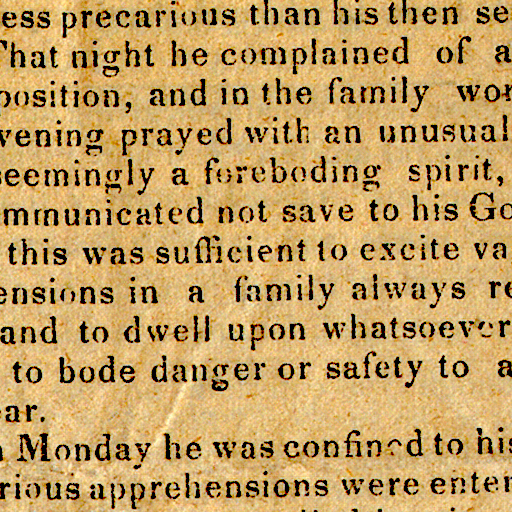 ess precarious than his then se
That night he complained of a
position, and in the family wor
vening prayed with an unusual
seemingly a foreboding spirit,
mmunicated not save to his Go
this was sufficient to excite va
ensions in a family always re
and to dwell upon whatsoever
to bode danger or safety to a
ear.
Monday he was confined to his
rious apprehensions were enter